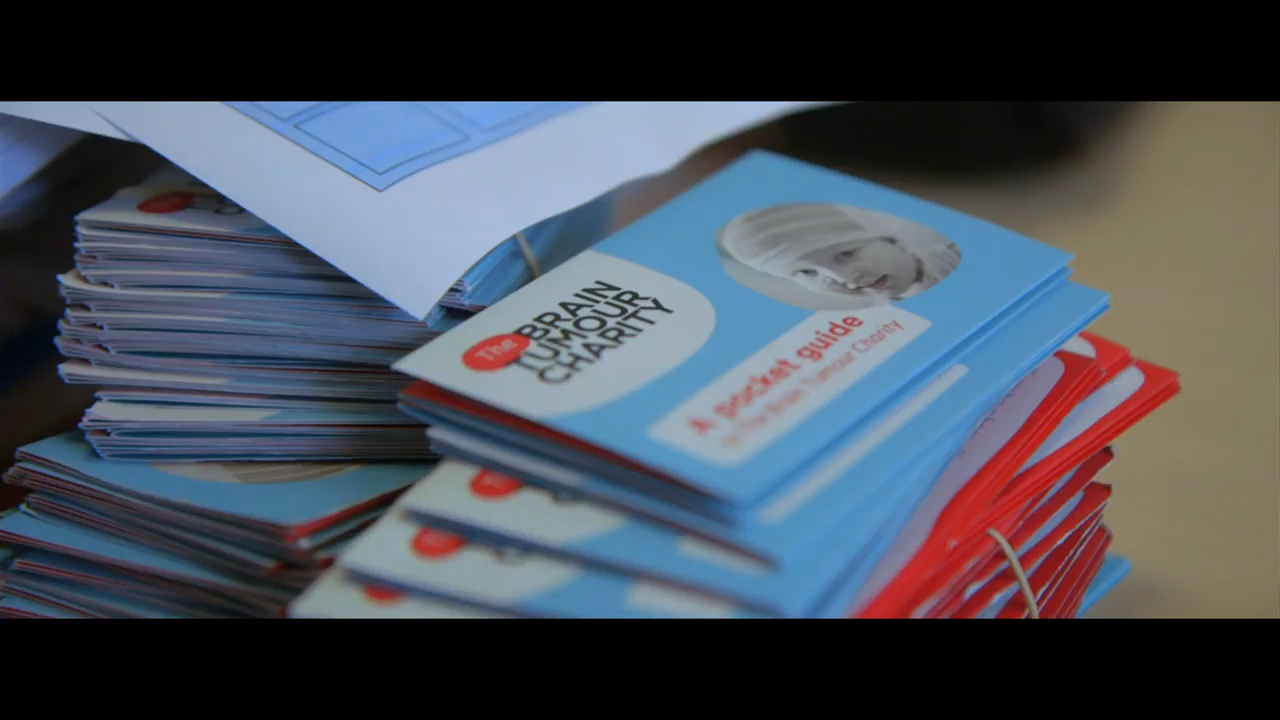 The
BRAIN
TUMOUR
CHARITY
A pocket guide
to The Brain Tumour Charity